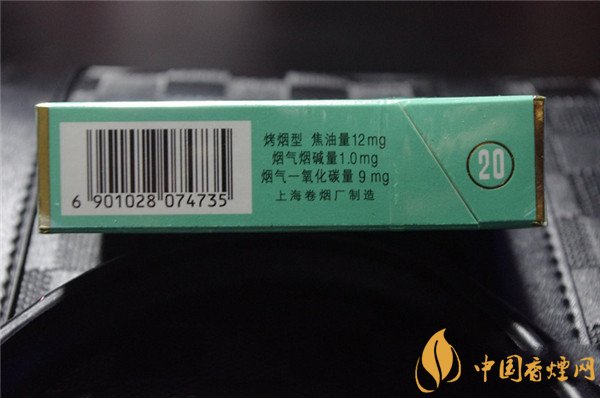 烤烟型 焦油量12mg
烟气烟碱量1.0mg
烟气一氧化碳量 9 mg
上海卷烟厂制造
20
6 901028 074735
中国香煙网